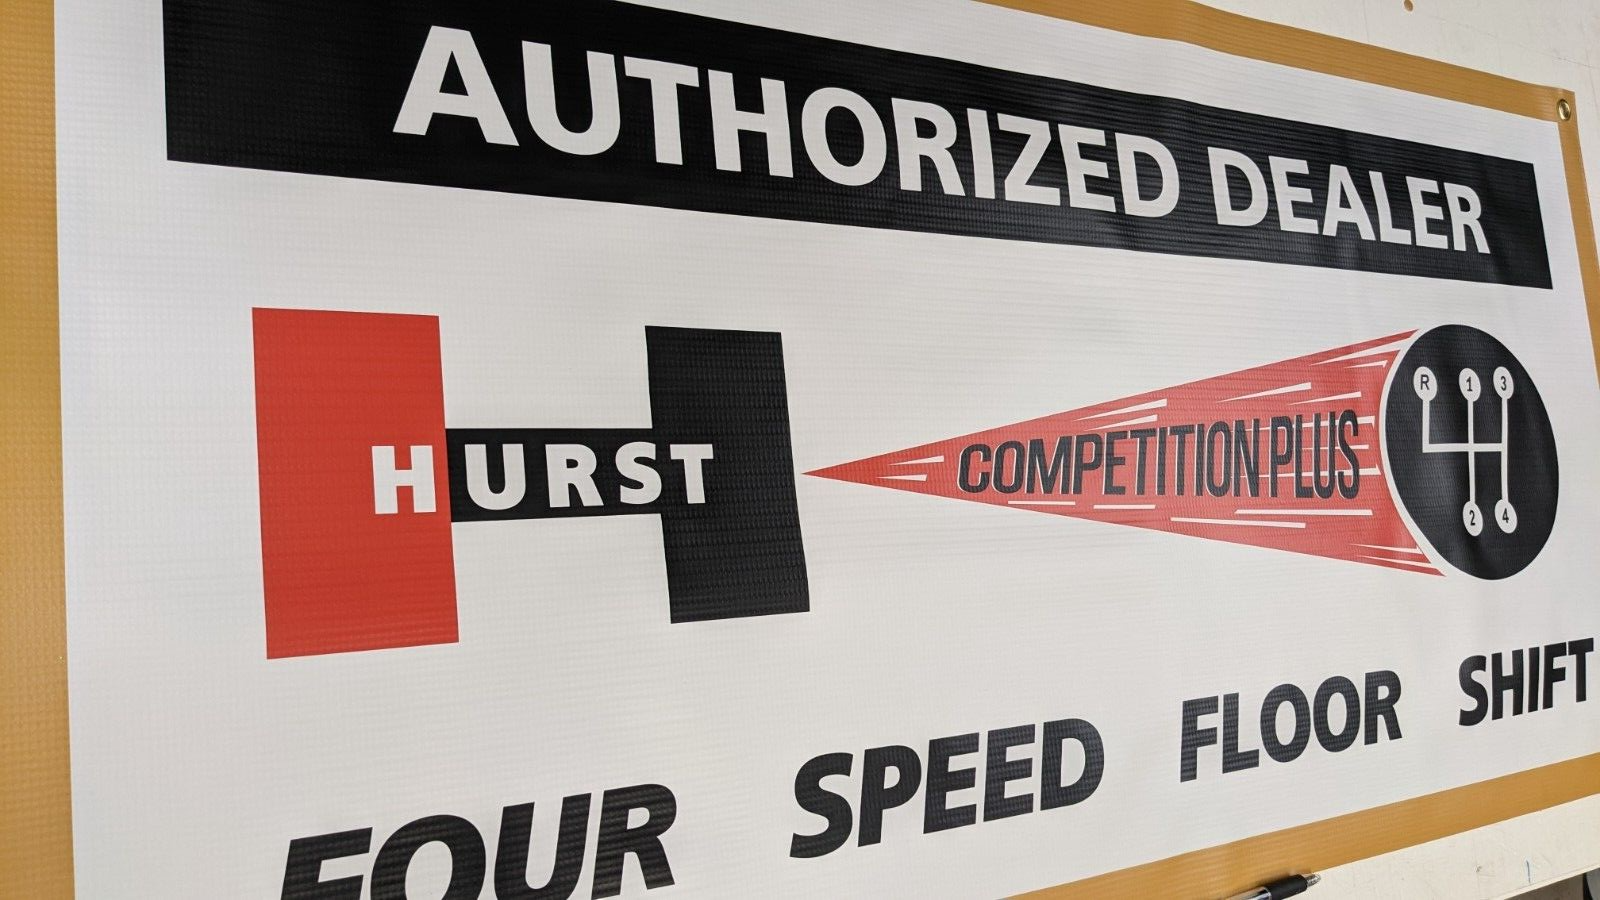 AUTHORIZED DEALER
HURST
COMPETITION PLUS
R 1 3
2 4
FOUR SPEED FLOOR SHIFT